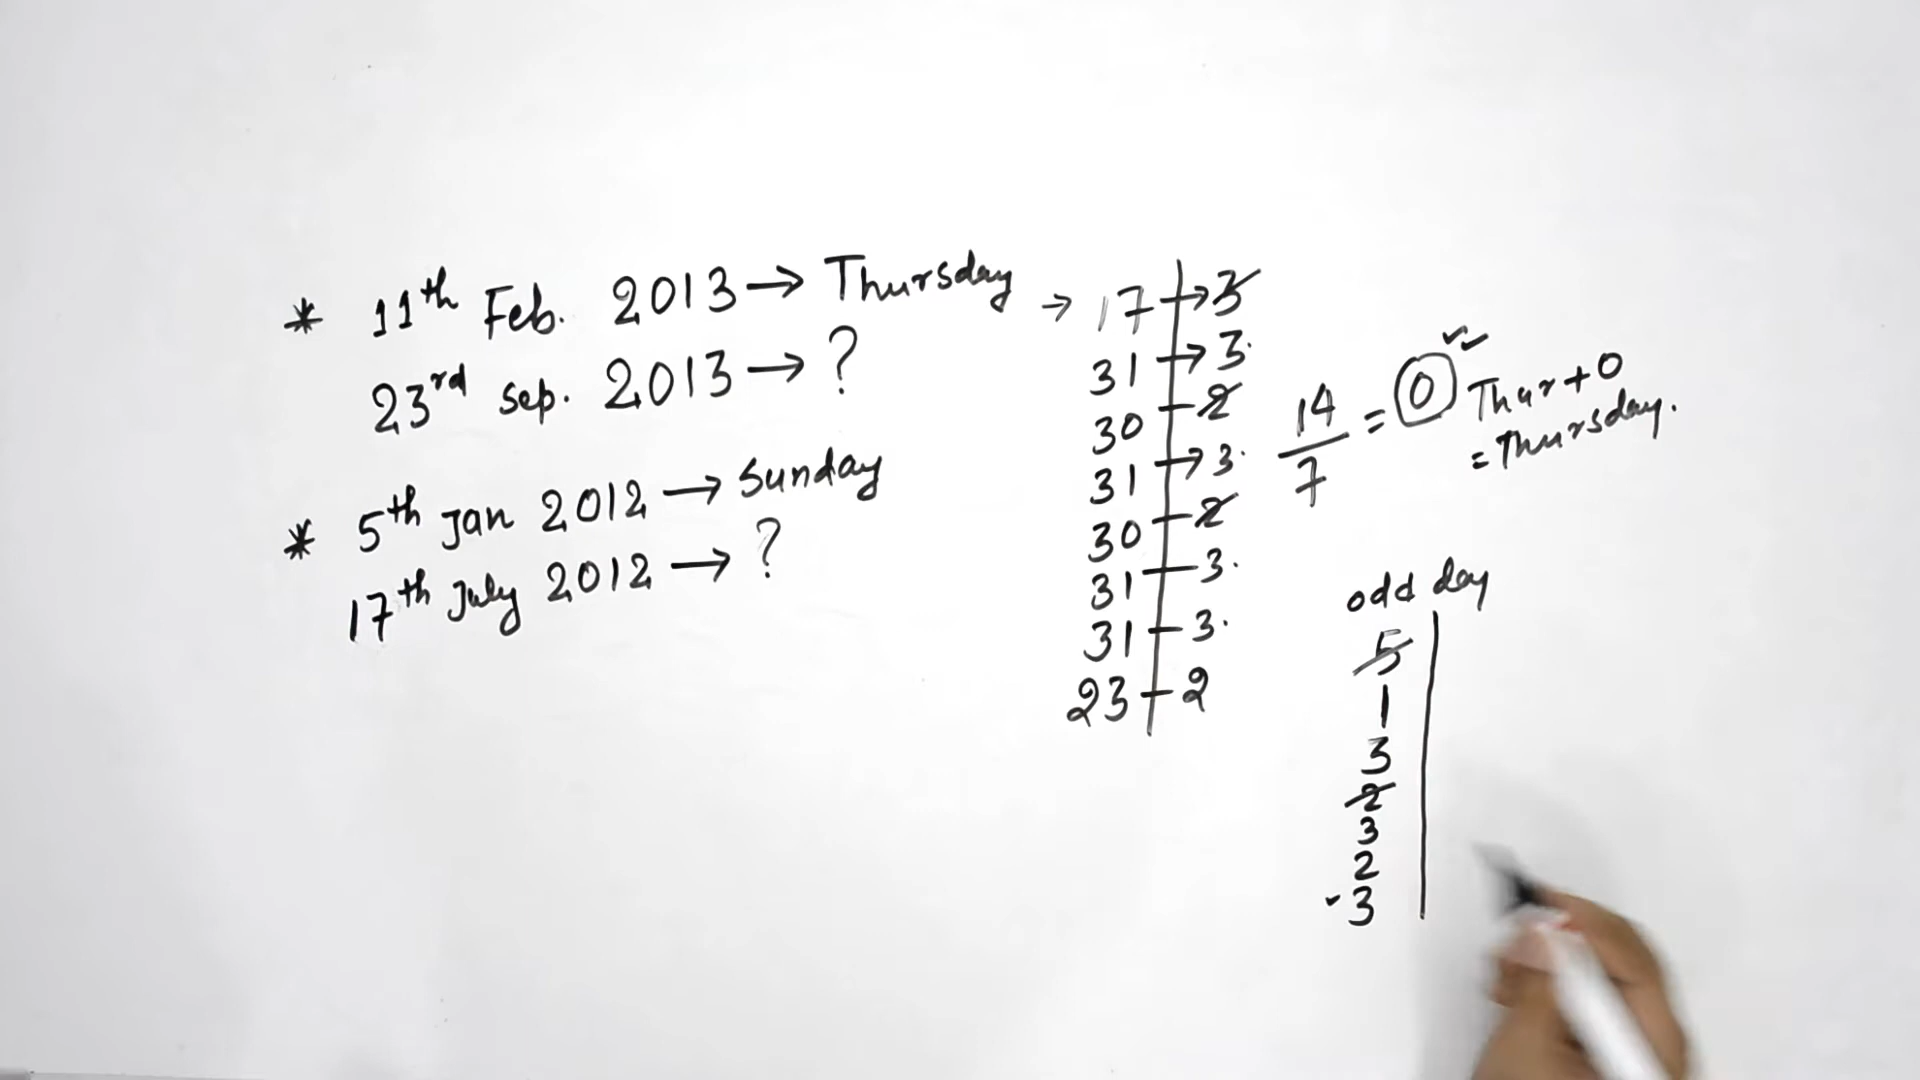 * 11th Feb. 2013 → Thursday
23rd Sep. 2013 → ?
* 5th Jan 2012 → Sunday
17th July 2012 → ?
→ 17 → 3
31 → 3.
30 - 2
31 → 3.
30 - 2
31 - 3.
31 - 3.
23 - 2
14/7 = 0 Thur + 0
= Thursday.
odd day
5
1
3
2
3
2
3